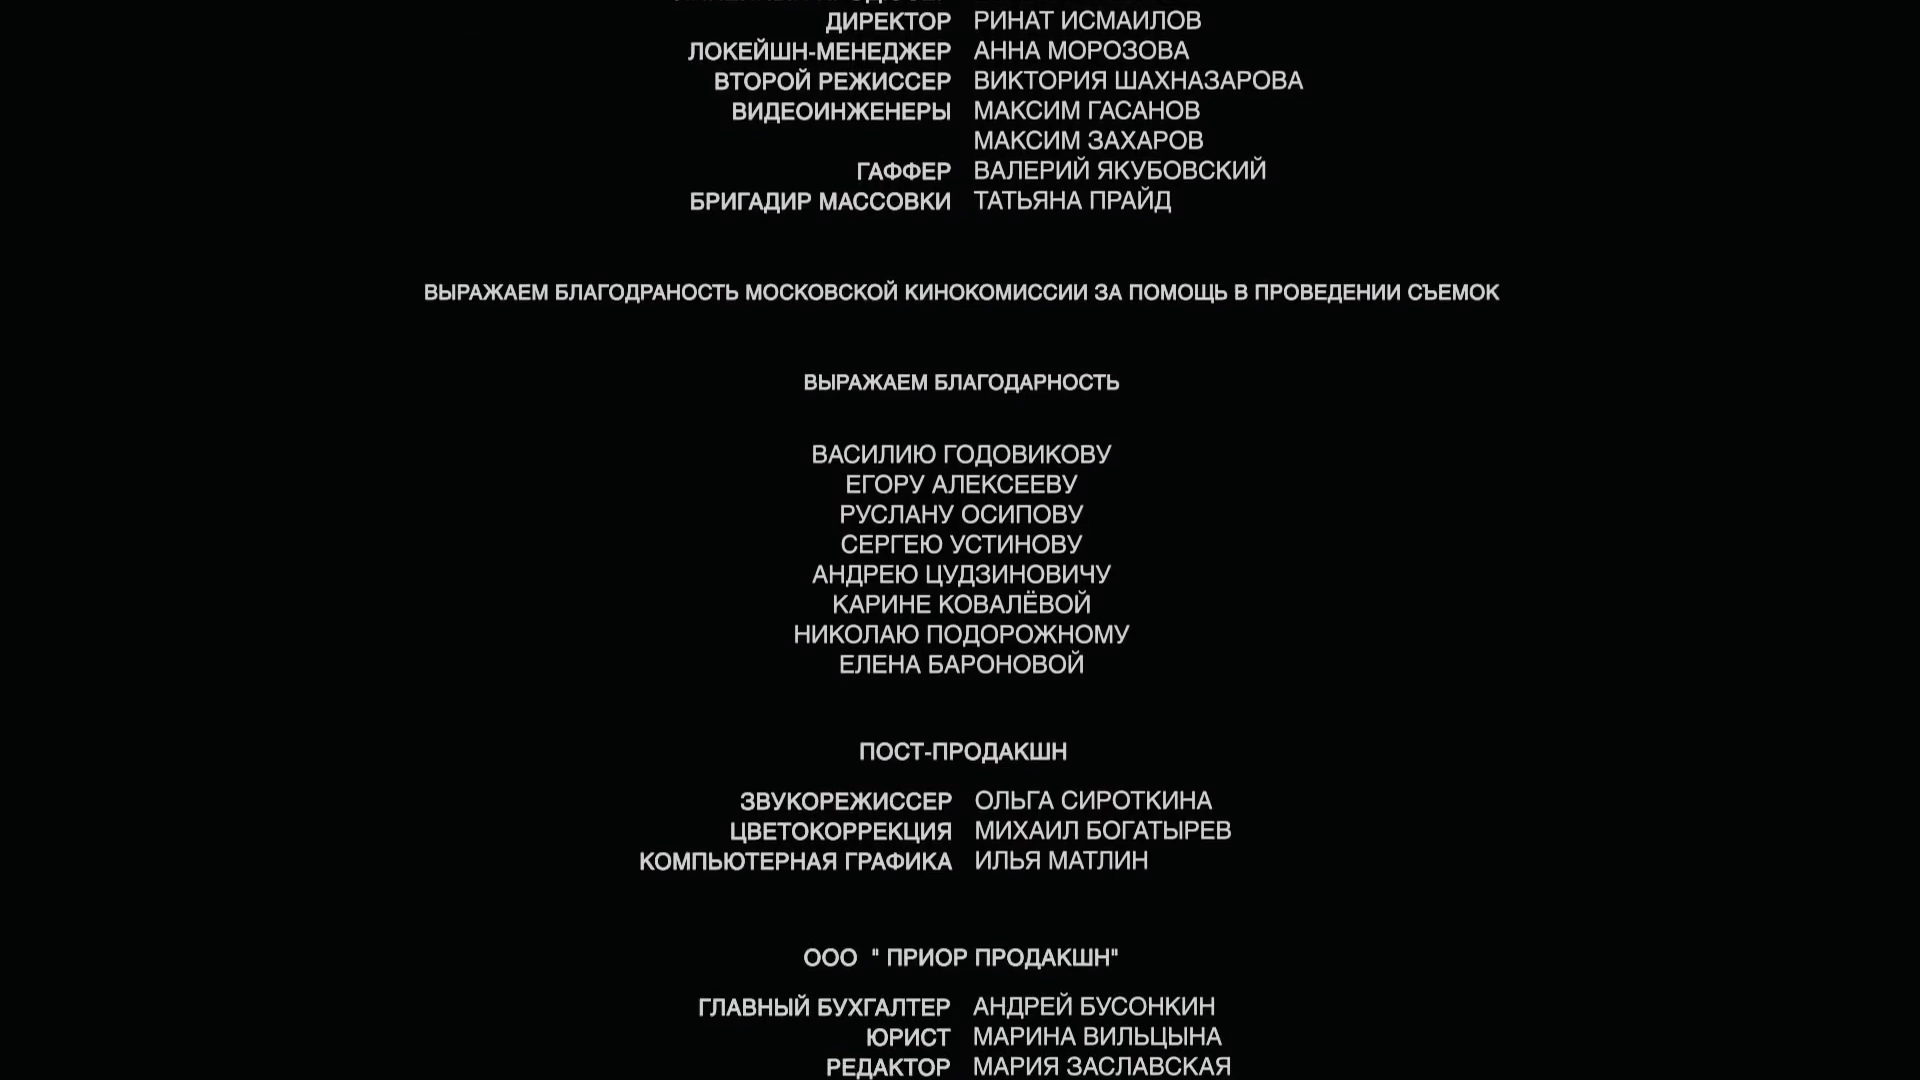 ДИРЕКТОР РИНАТ ИСМАИЛОВ
ЛОКЕЙШН-МЕНЕДЖЕР АННА МОРОЗОВА
ВТОРОЙ РЕЖИССЕР ВИКТОРИЯ ШАХНАЗАРОВА
ВИДЕОИНЖЕНЕРЫ МАКСИМ ГАСАНОВ
МАКСИМ ЗАХАРОВ
ГАФФЕР ВАЛЕРИЙ ЯКУБОВСКИЙ
БРИГАДИР МАССОВКИ ТАТЬЯНА ПРАЙД
ВЫРАЖАЕМ БЛАГОДРАНОСТЬ МОСКОВСКОЙ КИНОКОМИССИИ ЗА ПОМОЩЬ В ПРОВЕДЕНИИ СЪЕМОК
ВЫРАЖАЕМ БЛАГОДАРНОСТЬ
ВАСИЛИЮ ГОДОВИКОВУ
ЕГОРУ АЛЕКСЕЕВУ
РУСЛАНУ ОСИПОВУ
СЕРГЕЮ УСТИНОВУ
АНДРЕЮ ЦУДЗИНОВИЧУ
КАРИНЕ КОВАЛЁВОЙ
НИКОЛАЮ ПОДОРОЖНОМУ
ЕЛЕНА БАРОНОВОЙ
ПОСТ-ПРОДАКШН
ЗВУКОРЕЖИССЕР ОЛЬГА СИРОТКИНА
ЦВЕТОКОРРЕКЦИЯ МИХАИЛ БОГАТЫРЕВ
КОМПЬЮТЕРНАЯ ГРАФИКА ИЛЬЯ МАТЛИН
ООО " ПРИОР ПРОДАКШН"
ГЛАВНЫЙ БУХГАЛТЕР АНДРЕЙ БУСОНКИН
ЮРИСТ МАРИНА ВИЛЬЦЫНА
РЕДАКТОР МАРИЯ ЗАСЛАВСКАЯ